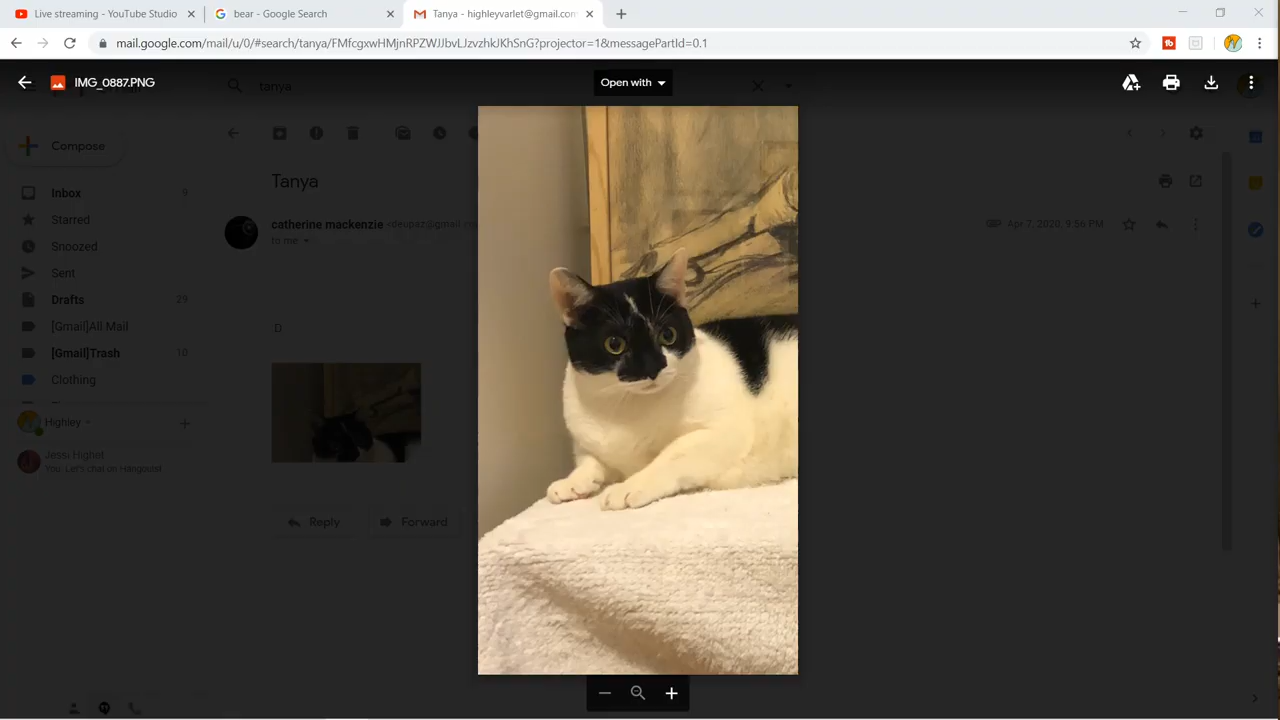 Live streaming - YouTube Studio
bear - Google Search
Tanya - highleyvarlet@gmail.com
mail.google.com/mail/u/0/#search/tanya/FMfcgxwHMjnRPZWJJbvLJtvzhkJKhSnG?projector=1&messagePartId=0.1
IMG_0887.PNG
tanya
Open with
Compose
Tanya
Inbox 9
Starred
catherine mackenzie
Apr 7, 2020, 9:56 PM
to me
Snoozed
Sent
Drafts 29
[Gmail]All Mail
D
[Gmail]Trash 10
Clothing
Highley
Jessi Highet
You: Let's chat on Hangouts!
Reply
Forward